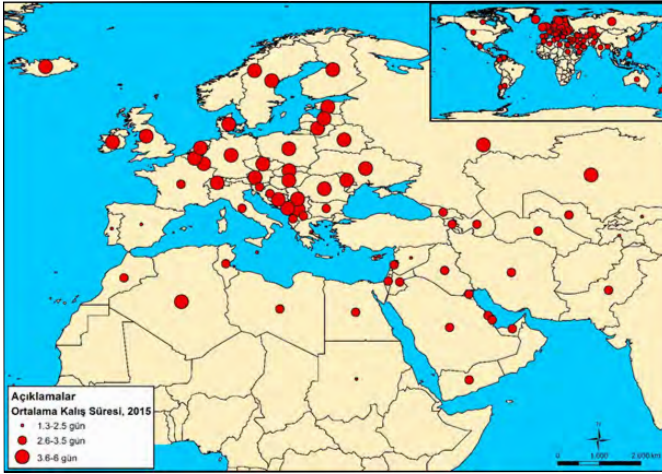 Açıklamalar
Ortalama Kalış Süresi, 2015
1.3-2.5 gün
2.6-3.5 gün
3.6-6 gün
N
0 1.000 2.000 km